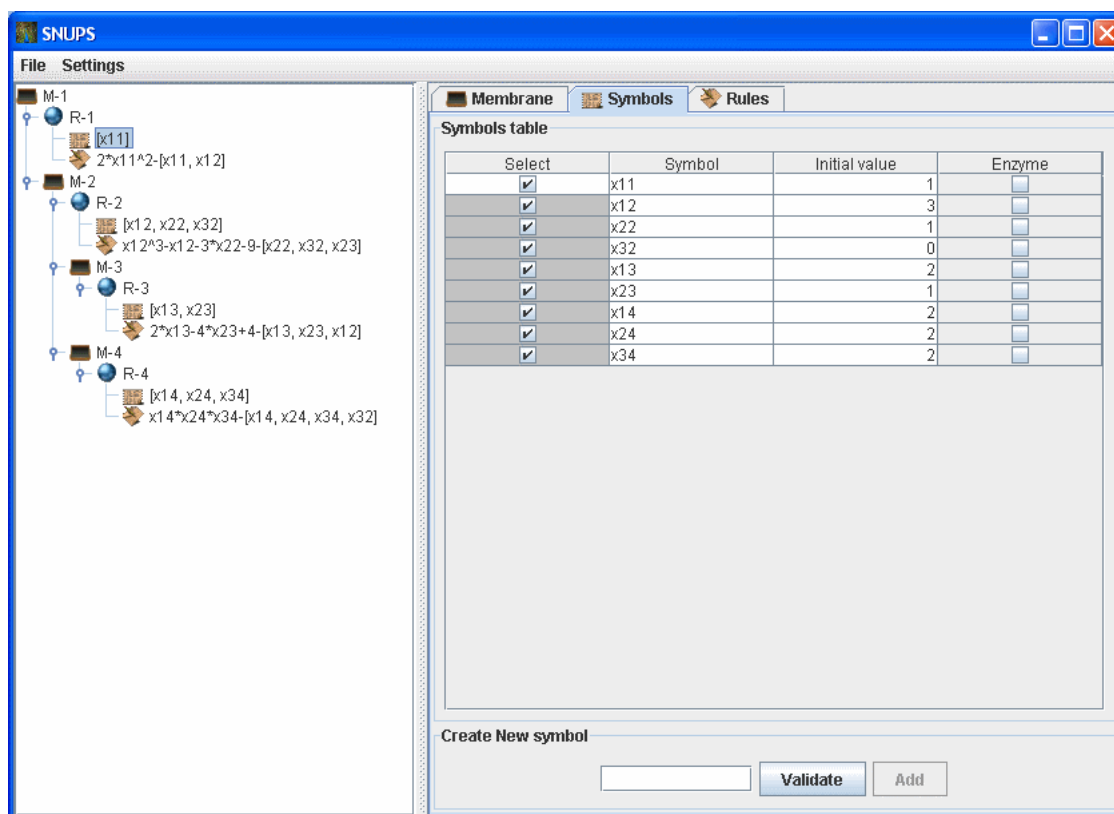 SNUPS
File Settings
M-1
R-1
[x11]
2*x11^2-[x11, x12]
M-2
R-2
[x12, x22, x32]
x12^3-x12-3*x22-9-[x22, x32, x23]
M-3
R-3
[x13, x23]
2*x13-4*x23+4-[x13, x23, x12]
M-4
R-4
[x14, x24, x34]
x14*x24*x34-[x14, x24, x34, x32]
Membrane Symbols Rules
Symbols table
Select Symbol Initial value Enzyme
x11 1
x12 3
x22 1
x32 0
x13 2
x23 1
x14 2
x24 2
x34 2
Create New symbol
Validate Add